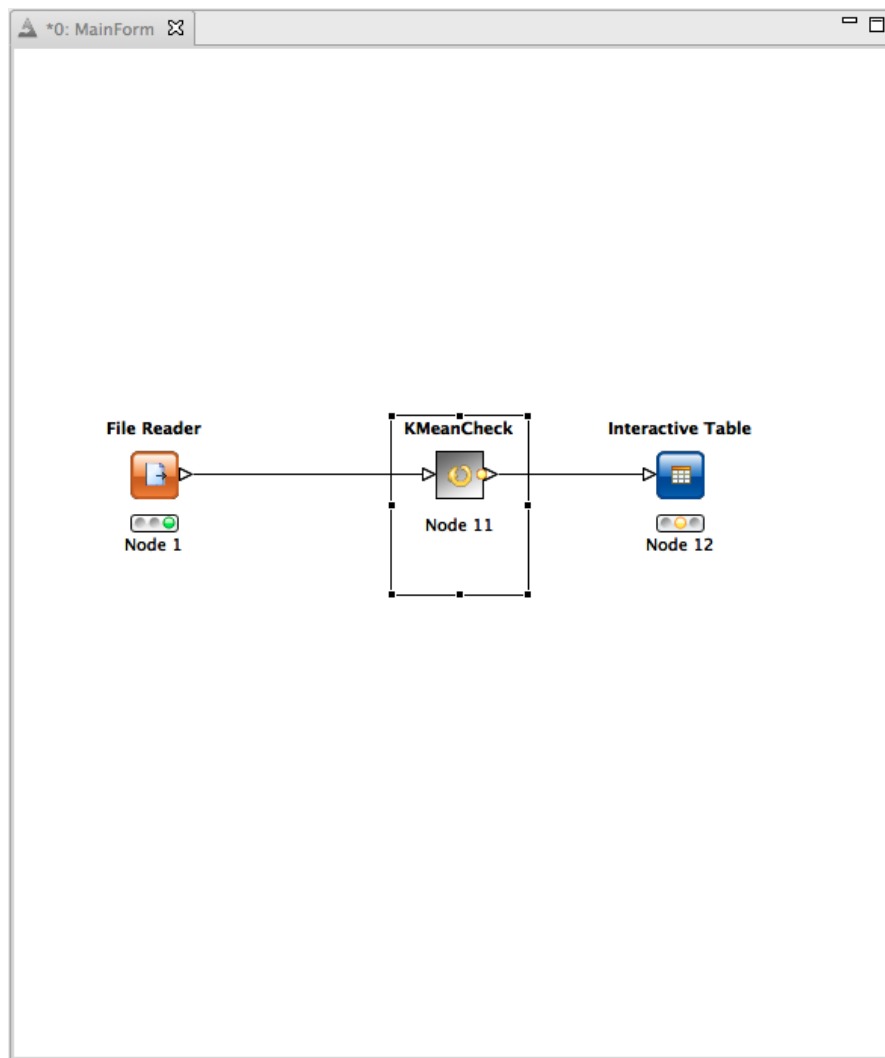 *0: MainForm
File Reader
KMeanCheck
Interactive Table
Node 1
Node 11
Node 12